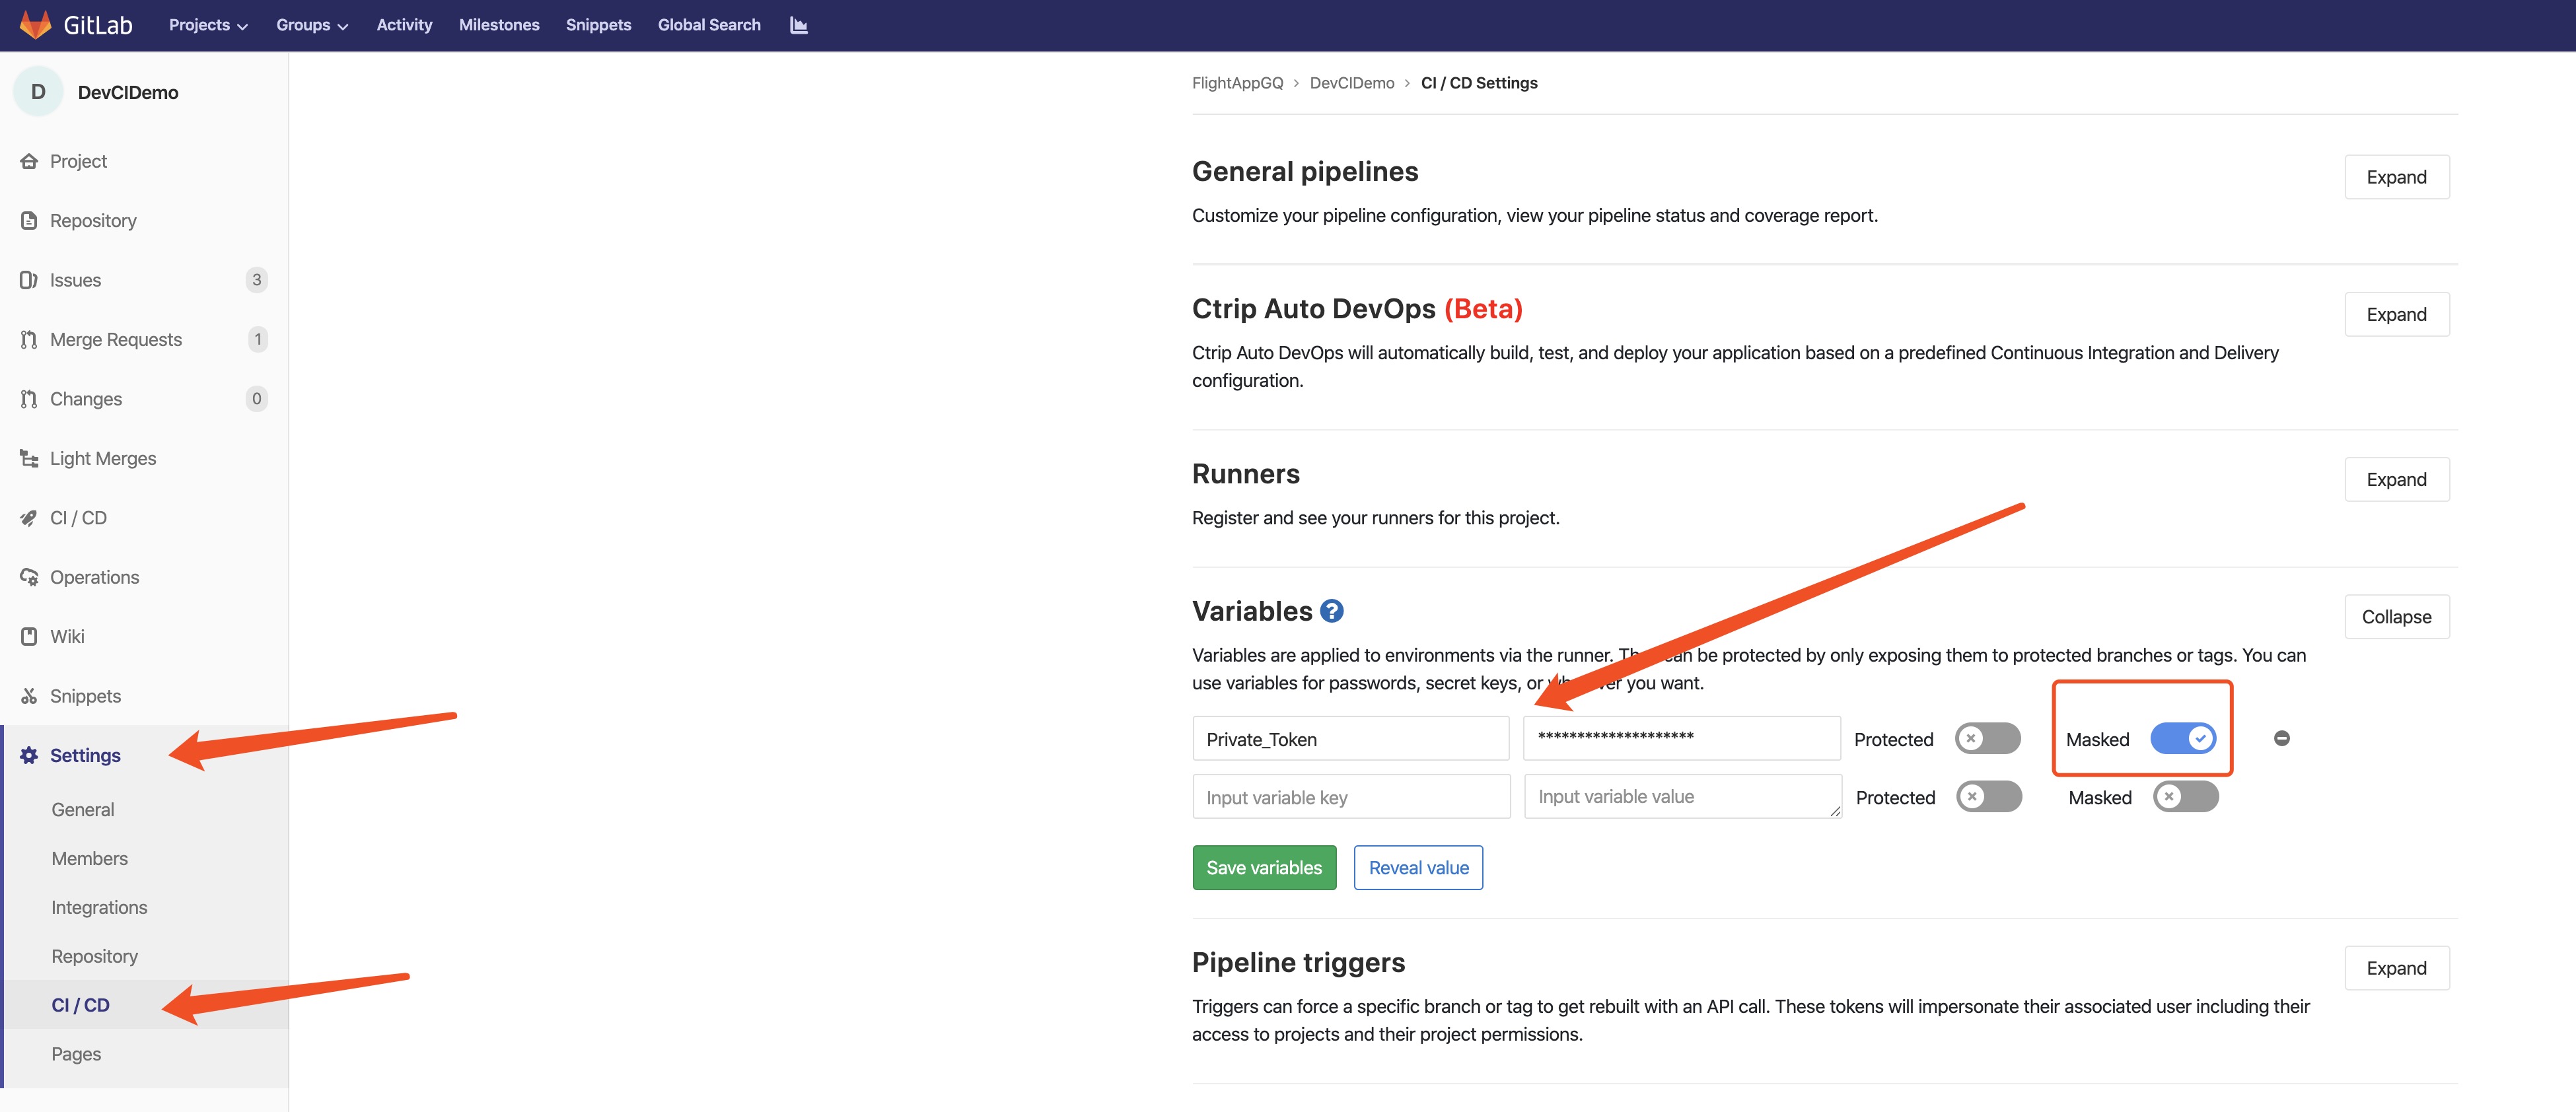 GitLab Projects Groups Activity Milestones Snippets Global Search
D DevCIDemo
Project
Repository
Issues 3
Merge Requests 1
Changes 0
Light Merges
CI / CD
Operations
Wiki
Snippets
Settings
General
Members
Integrations
Repository
CI / CD
Pages
FlightAppGQ > DevCIDemo > CI / CD Settings
General pipelines
Expand
Customize your pipeline configuration, view your pipeline status and coverage report.
Ctrip Auto DevOps (Beta)
Expand
Ctrip Auto DevOps will automatically build, test, and deploy your application based on a predefined Continuous Integration and Delivery
configuration.
Runners
Expand
Register and see your runners for this project.
Variables ?
Collapse
Variables are applied to environments via the runner. can be protected by only exposing them to protected branches or tags. You can
use variables for passwords, secret keys, or you want.
Private_Token ******************** Protected Masked
Input variable key Input variable value Protected Masked
Save variables Reveal value
Pipeline triggers
Expand
Triggers can force a specific branch or tag to get rebuilt with an API call. These tokens will impersonate their associated user including their
access to projects and their project permissions.